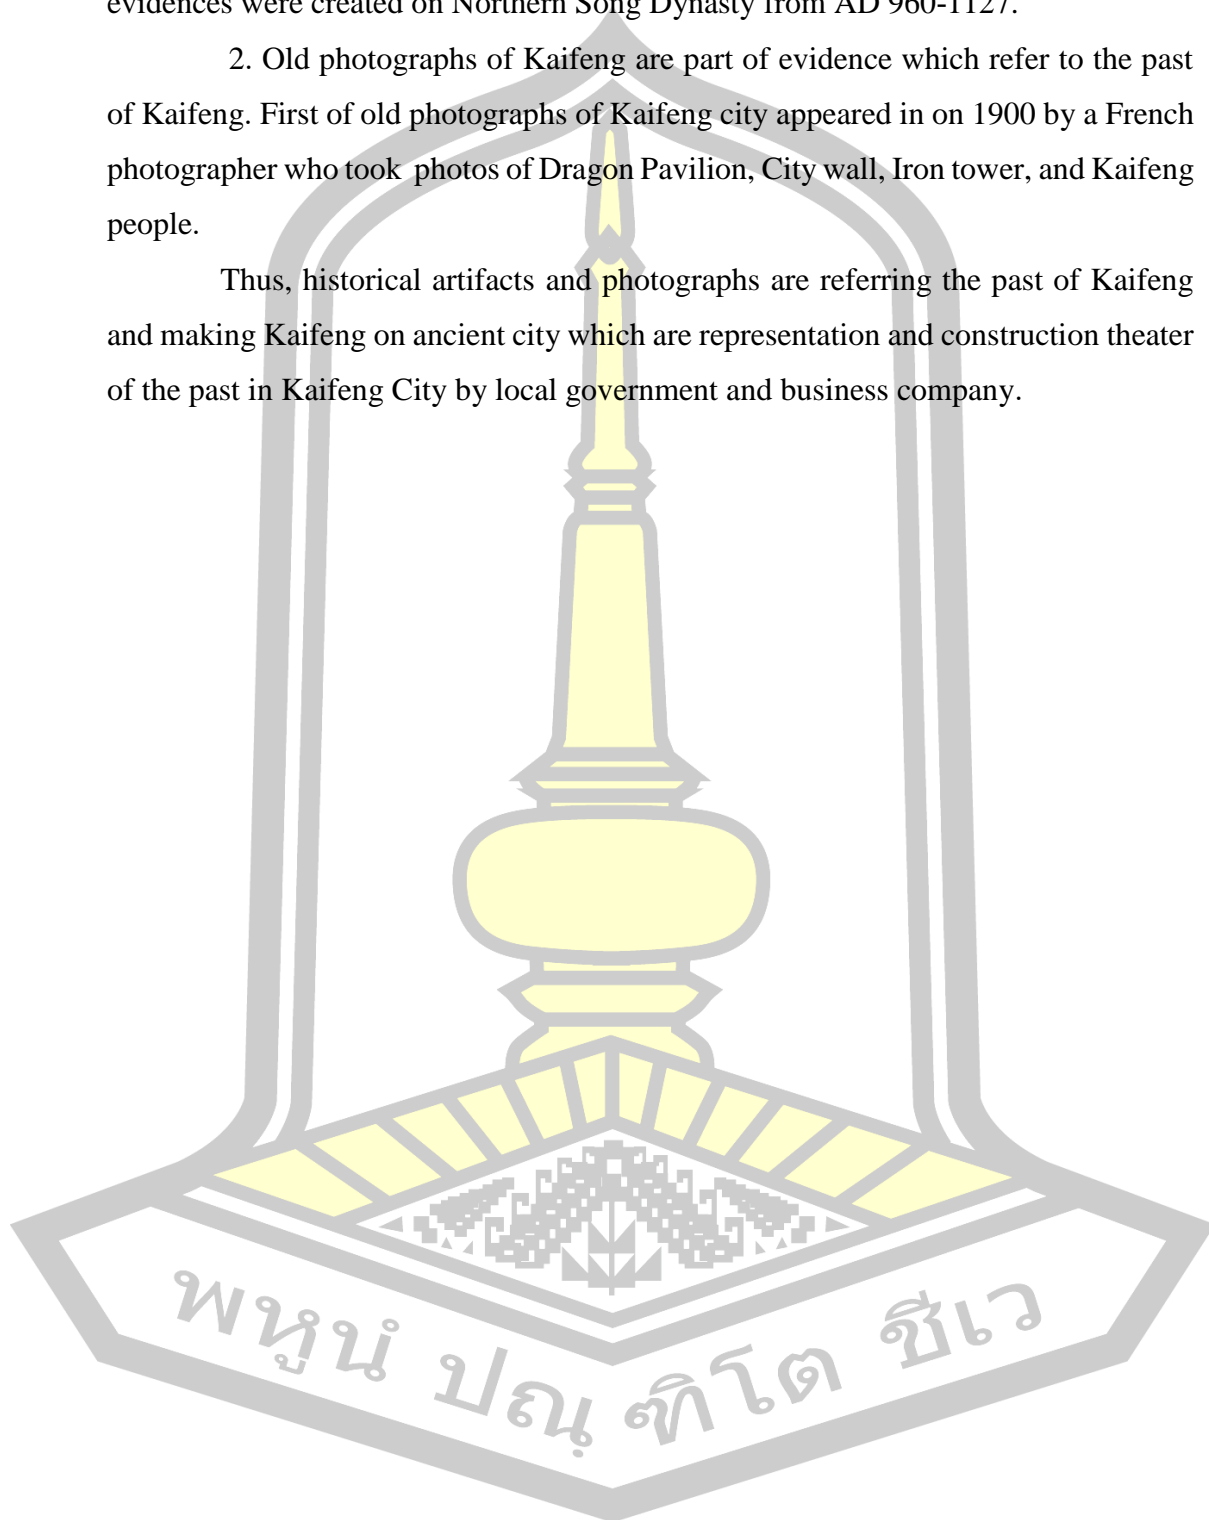 evidences were created on Northern Song Dynasty from AD 960-1127.
2. Old photographs of Kaifeng are part of evidence which refer to the past
of Kaifeng. First of old photographs of Kaifeng city appeared in on 1900 by a French
photographer who took photos of Dragon Pavilion, City wall, Iron tower, and Kaifeng
people.
Thus, historical artifacts and photographs are referring the past of Kaifeng
and making Kaifeng on ancient city which are representation and construction theater
of the past in Kaifeng City by local government and business company.
พหูนํ ปณฺฑิโต ชีเว